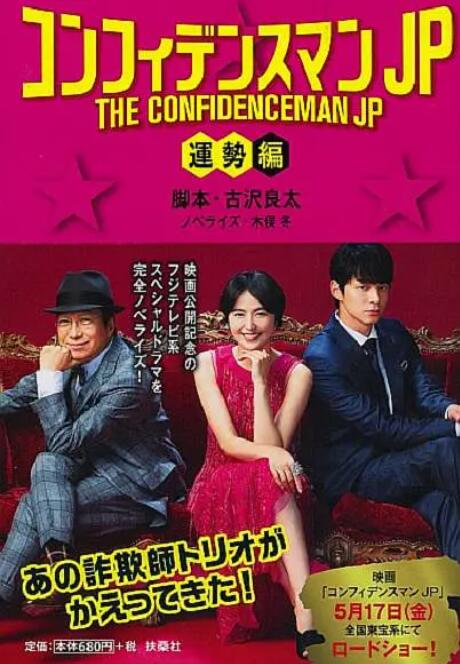 コンフィデンスマンJP
THE CONFIDENCEMAN JP
運勢編
脚本・古沢良太
ノベライズ・木俣 冬
映画公開記念の
フジテレビ系
スペシャルドラマを
完全ノベライズ!
あの詐欺師トリオが
かえってきた!
映画
「コンフィデンスマンJP」
5月17日(金)
全国東宝系にて
ロードショー!
定価:本体680円+税 扶桑社